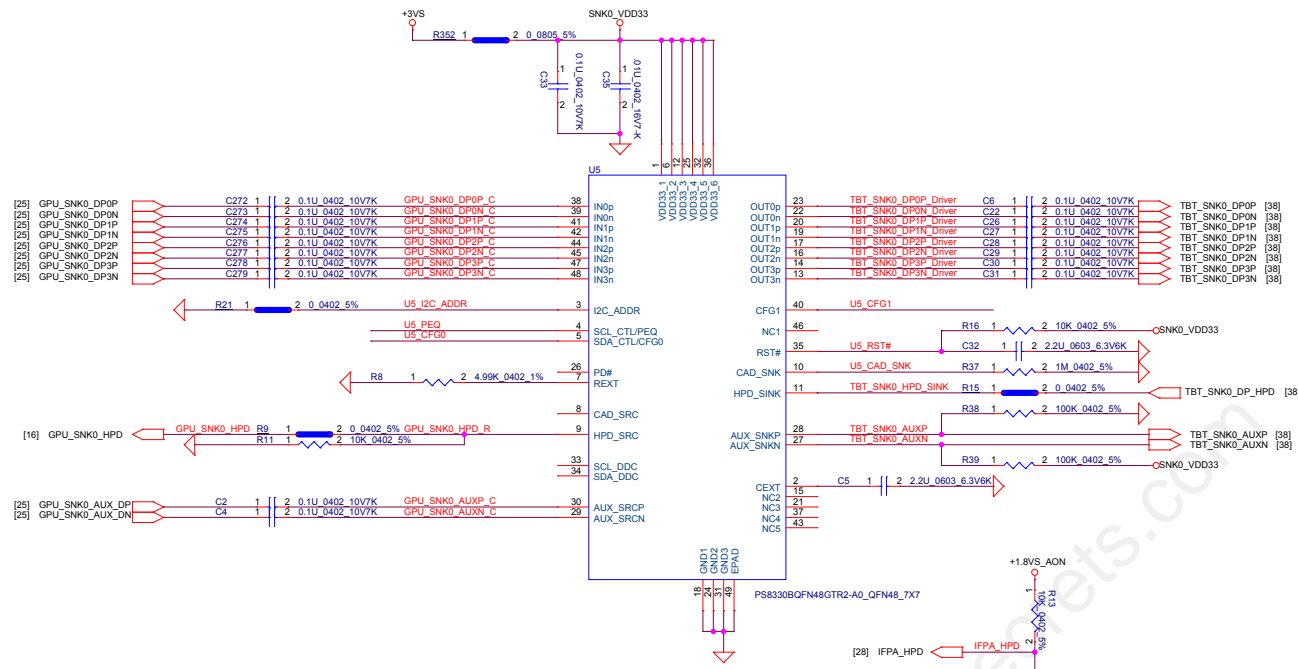 +3VS SNK0_VDD33
R352 1 2 0_0805_5%
C33 1 2 0.1U_0402_10V7K
C35 1 2 .01U_0402_16V7-K
U5
1 6 12 25 32 36
VDD33_1 VDD33_2 VDD33_3 VDD33_4 VDD33_5 VDD33_6
[25] GPU_SNK0_DP0P C272 1 2 0.1U_0402_10V7K GPU_SNK0_DP0P_C 38 IN0p OUT0p 23 TBT_SNK0_DP0P_Driver C6 1 2 0.1U_0402_10V7K TBT_SNK0_DP0P [38]
[25] GPU_SNK0_DP0N C273 1 2 0.1U_0402_10V7K GPU_SNK0_DP0N_C 39 IN0n OUT0n 22 TBT_SNK0_DP0N_Driver C22 1 2 0.1U_0402_10V7K TBT_SNK0_DP0N [38]
[25] GPU_SNK0_DP1P C274 1 2 0.1U_0402_10V7K GPU_SNK0_DP1P_C 41 IN1p OUT1p 20 TBT_SNK0_DP1P_Driver C26 1 2 0.1U_0402_10V7K TBT_SNK0_DP1P [38]
[25] GPU_SNK0_DP1N C275 1 2 0.1U_0402_10V7K GPU_SNK0_DP1N_C 42 IN1n OUT1n 19 TBT_SNK0_DP1N_Driver C27 1 2 0.1U_0402_10V7K TBT_SNK0_DP1N [38]
[25] GPU_SNK0_DP2P C276 1 2 0.1U_0402_10V7K GPU_SNK0_DP2P_C 44 IN2p OUT2p 17 TBT_SNK0_DP2P_Driver C28 1 2 0.1U_0402_10V7K TBT_SNK0_DP2P [38]
[25] GPU_SNK0_DP2N C277 1 2 0.1U_0402_10V7K GPU_SNK0_DP2N_C 45 IN2n OUT2n 16 TBT_SNK0_DP2N_Driver C29 1 2 0.1U_0402_10V7K TBT_SNK0_DP2N [38]
[25] GPU_SNK0_DP3P C278 1 2 0.1U_0402_10V7K GPU_SNK0_DP3P_C 47 IN3p OUT3p 14 TBT_SNK0_DP3P_Driver C30 1 2 0.1U_0402_10V7K TBT_SNK0_DP3P [38]
[25] GPU_SNK0_DP3N C279 1 2 0.1U_0402_10V7K GPU_SNK0_DP3N_C 48 IN3n OUT3n 13 TBT_SNK0_DP3N_Driver C31 1 2 0.1U_0402_10V7K TBT_SNK0_DP3N [38]
R21 1 2 0_0402_5% U5_I2C_ADDR 3 I2C_ADDR CFG1 40 U5_CFG1
U5_PEQ 4 SCL_CTL/PEQ NC1 46 R16 1 2 10K_0402_5% SNK0_VDD33
U5_CFG0 5 SDA_CTL/CFG0 RST# 35 U5_RST# C32 1 2 2.2U_0603_6.3V6K
26 PD# CAD_SNK 10 U5_CAD_SNK R37 1 2 1M_0402_5%
R8 1 2 4.99K_0402_1% 7 REXT HPD_SINK 11 TBT_SNK0_HPD_SINK R15 1 2 0_0402_5% TBT_SNK0_DP_HPD [38
8 CAD_SRC R38 1 2 100K_0402_5%
[16] GPU_SNK0_HPD GPU_SNK0_HPD R9 1 2 0_0402_5% GPU_SNK0_HPD_R 9 HPD_SRC AUX_SNKP 28 TBT_SNK0_AUXP TBT_SNK0_AUXP [38]
R11 1 2 10K_0402_5% AUX_SNKN 27 TBT_SNK0_AUXN TBT_SNK0_AUXN [38]
33 SCL_DDC R39 1 2 100K_0402_5% SNK0_VDD33
34 SDA_DDC
CEXT 2 C5 1 2 2.2U_0603_6.3V6K
NC2 15
[25] GPU_SNK0_AUX_DP C2 1 2 0.1U_0402_10V7K GPU_SNK0_AUXP_C 30 AUX_SRCP NC3 21
[25] GPU_SNK0_AUX_DN C4 1 2 0.1U_0402_10V7K GPU_SNK0_AUXN_C 29 AUX_SRCN NC4 37
NC5 43
GND1 GND2 GND3 EPAD
18 24 31 49
PS8330BQFN48GTR2-A0_QFN48_7X7
+1.8VS_AON
R13 1 2 10K_0402_5%
[28] IFPA_HPD IFPA_HPD
ecrets.com